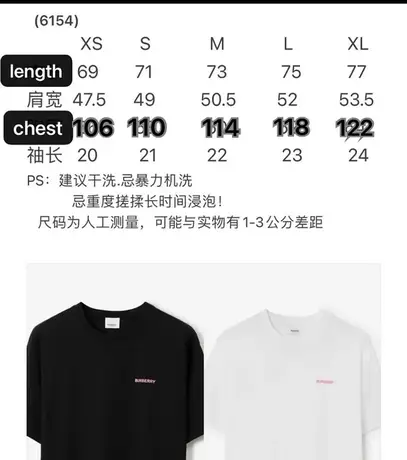 (6154)
XS S M L XL
length 69 71 73 75 77
肩宽 47.5 49 50.5 52 53.5
chest 106 110 114 118 122
袖长 20 21 22 23 24
PS: 建议干洗.忌暴力机洗
忌重度搓揉长时间浸泡!
尺码为人工测量，可能与实物有1-3公分差距
BURBERRY BURBERRY